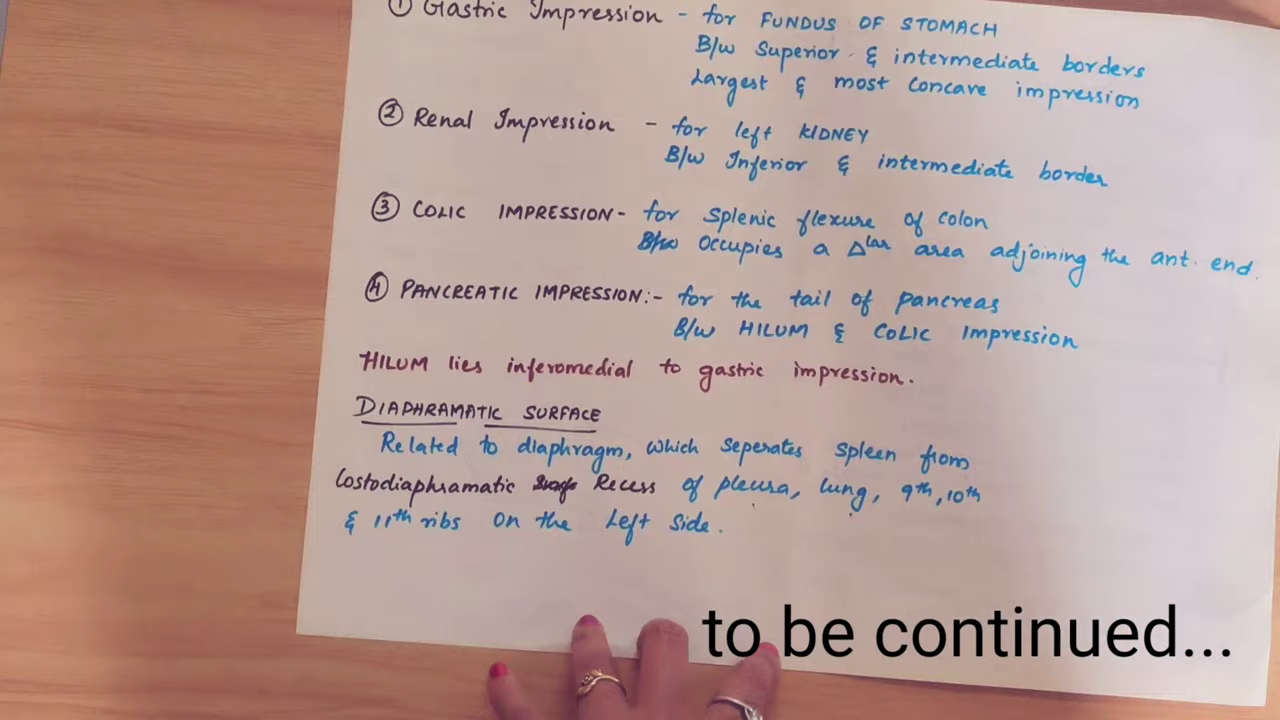 ① Gastric Impression - for FUNDUS OF STOMACH
B/w Superior & intermediate borders
Largest & most concave impression
② Renal Impression - for left KIDNEY
B/w Inferior & intermediate border
③ COLIC IMPRESSION - for splenic flexure of colon
B/w occupies a Δlar area adjoining the ant. end.
④ PANCREATIC IMPRESSION:- for the tail of pancreas
B/w HILUM & COLIC Impression
HILUM lies inferomedial to gastric impression.
DIAPHRAMATIC SURFACE
Related to diaphragm, which seperates spleen from
Costodiaphramatic Recess of pleura, lung, 9th, 10th
& 11th ribs on the left side.
to be continued...